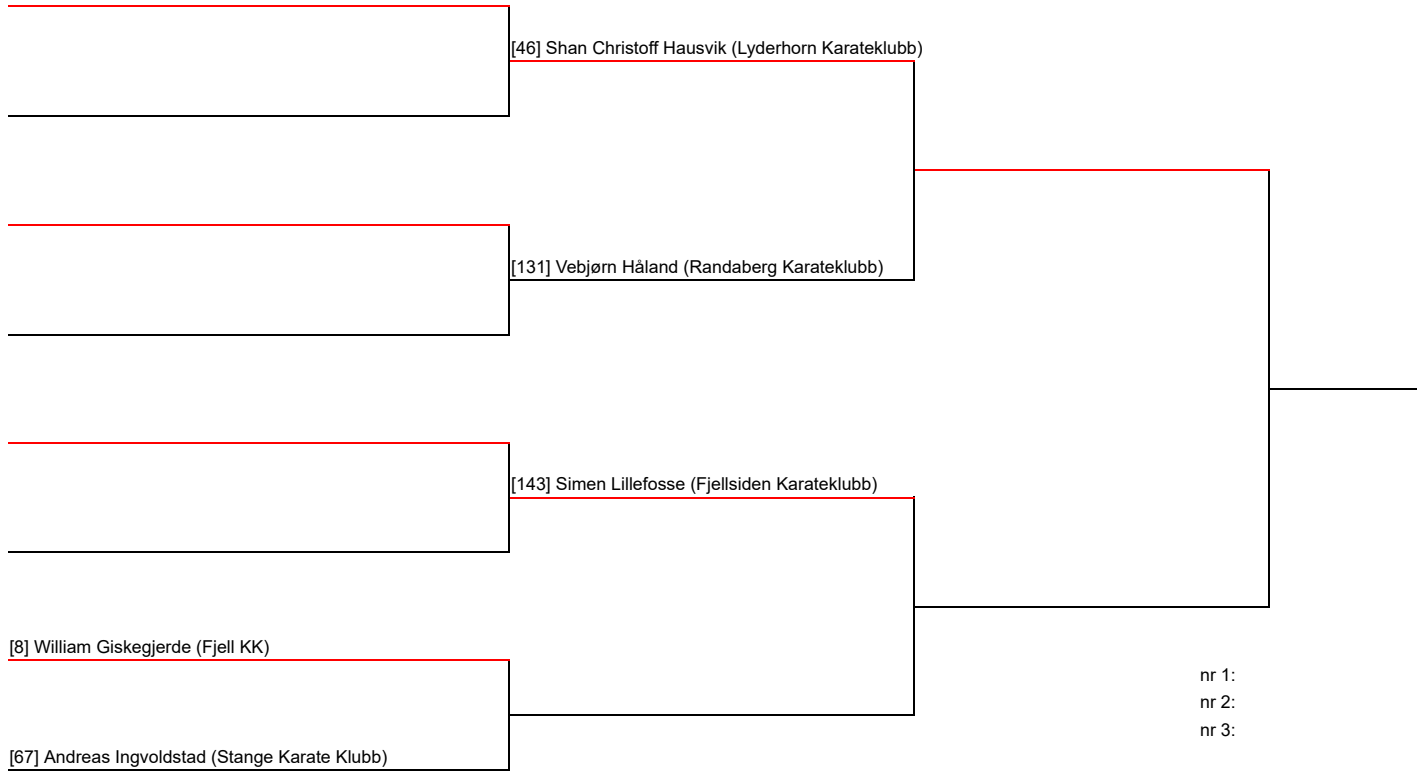 [46] Shan Christoff Hausvik (Lyderhorn Karateklubb)
[131] Vebjørn Håland (Randaberg Karateklubb)
[143] Simen Lillefosse (Fjellsiden Karateklubb)
[8] William Giskegjerde (Fjell KK)
[67] Andreas Ingvoldstad (Stange Karate Klubb)
nr 1:
nr 2:
nr 3: